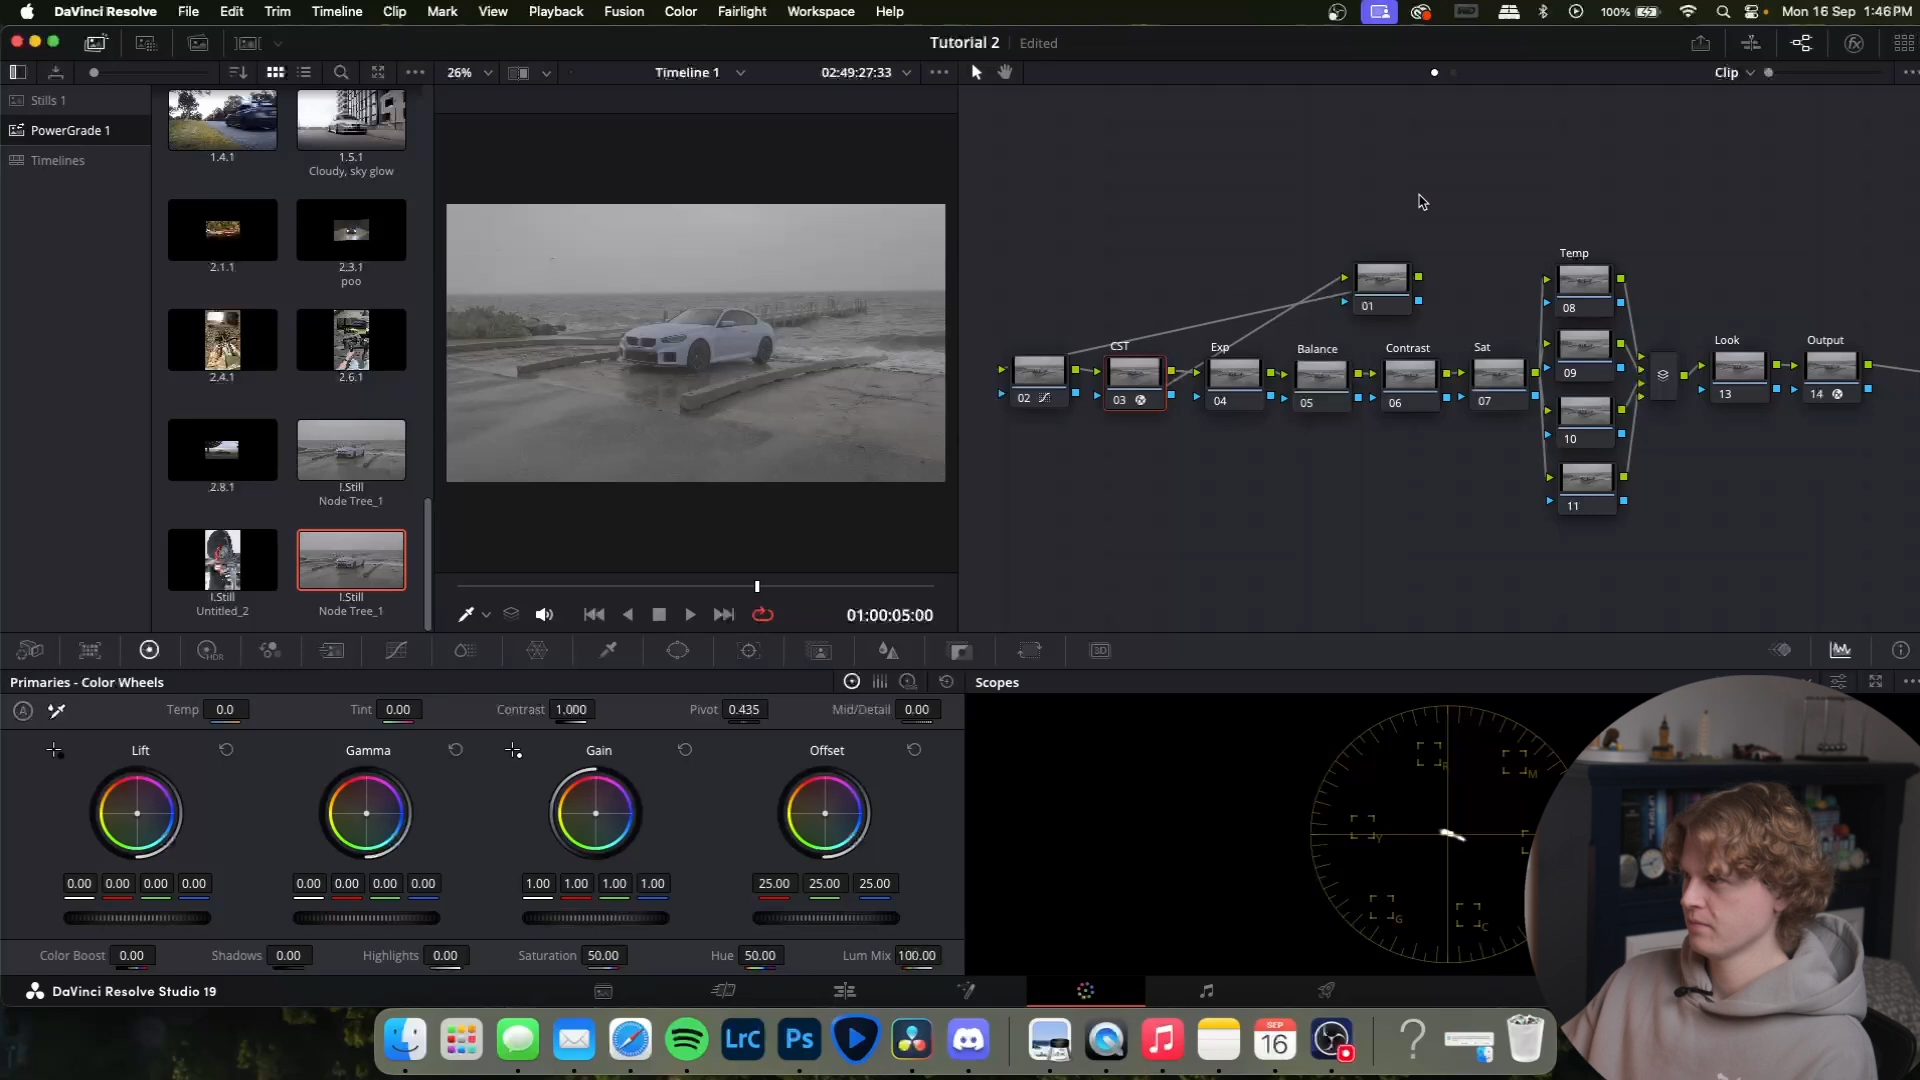 DaVinci Resolve File Edit Trim Timeline Clip Mark View Playback Fusion Color Fairlight Workspace Help 100% Mon 16 Sep 1:46PM
Tutorial 2 Edited
26% Timeline 1 02:49:27:33 Clip
Stills 1
PowerGrade 1
Timelines
1.4.1
1.5.1
Cloudy, sky glow
2.1.1
2.3.1
poo
2.4.1
2.6.1
2.8.1
!.Still
Node Tree_1
!.Still
Untitled_2
!.Still
Node Tree_1
01:00:05:00
01
02
CST
03
Exp
04
Balance
05
Contrast
06
Sat
07
Temp
08
09
10
11
Look
13
Output
14
HDR
3D
Primaries - Color Wheels
Temp 0.0 Tint 0.00 Contrast 1.000 Pivot 0.435 Mid/Detail 0.00
Lift Gamma Gain Offset
0.00 0.00 0.00 0.00 0.00 0.00 0.00 0.00 1.00 1.00 1.00 1.00 25.00 25.00 25.00
Color Boost 0.00 Shadows 0.00 Highlights 0.00 Saturation 50.00 Hue 50.00 Lum Mix 100.00
Scopes
R
M
Y
G
C
DaVinci Resolve Studio 19
LrC Ps
SEP
16